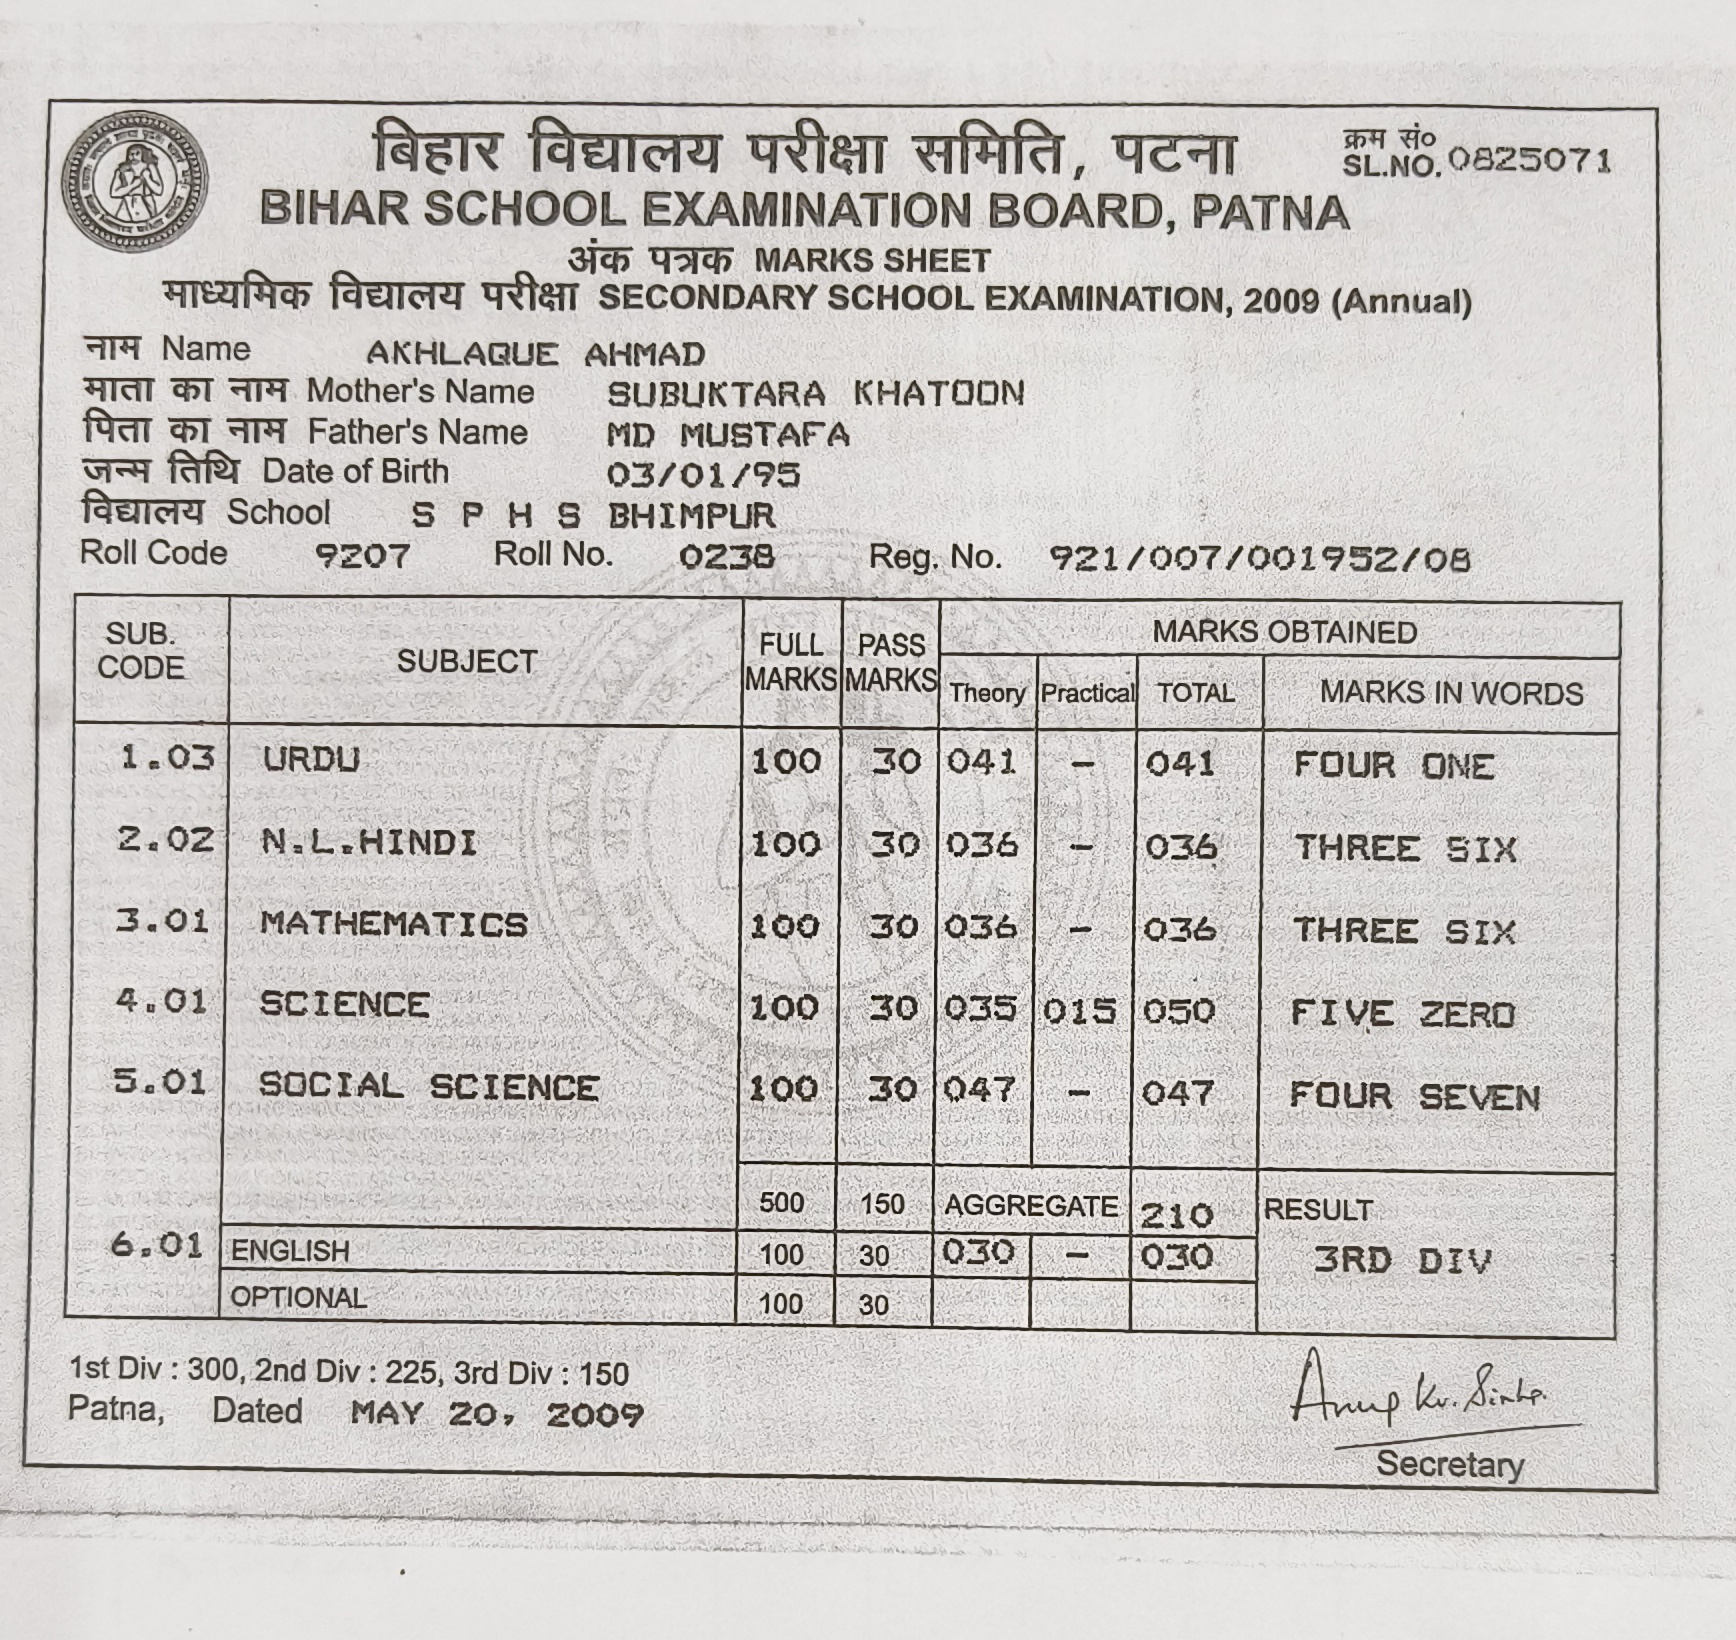 बिहार विद्यालय परीक्षा समिति, पटना
क्रम सं०
SL.NO. 0825071
BIHAR SCHOOL EXAMINATION BOARD, PATNA
अंक पत्रक MARKS SHEET
माध्यमिक विद्यालय परीक्षा SECONDARY SCHOOL EXAMINATION, 2009 (Annual)
नाम Name AKHLAQUE AHMAD
माता का नाम Mother's Name SUBUKTARA KHATOON
पिता का नाम Father's Name MD MUSTAFA
जन्म तिथि Date of Birth 03/01/95
विद्यालय School S P H S BHIMPUR
Roll Code 9207 Roll No. 0238 Reg. No. 921/007/001952/08
SUB. CODE SUBJECT FULL MARKS PASS MARKS MARKS OBTAINED
Theory Practical TOTAL MARKS IN WORDS
1.03 URDU 100 30 041 - 041 FOUR ONE
2.02 N.L.HINDI 100 30 036 - 036 THREE SIX
3.01 MATHEMATICS 100 30 036 - 036 THREE SIX
4.01 SCIENCE 100 30 035 015 050 FIVE ZERO
5.01 SOCIAL SCIENCE 100 30 047 - 047 FOUR SEVEN
500 150 AGGREGATE 210 RESULT
6.01 ENGLISH 100 30 030 - 030 3RD DIV
OPTIONAL 100 30
1st Div : 300, 2nd Div : 225, 3rd Div : 150
Patna, Dated MAY 20, 2009
Anup Kr. Sinha.
Secretary